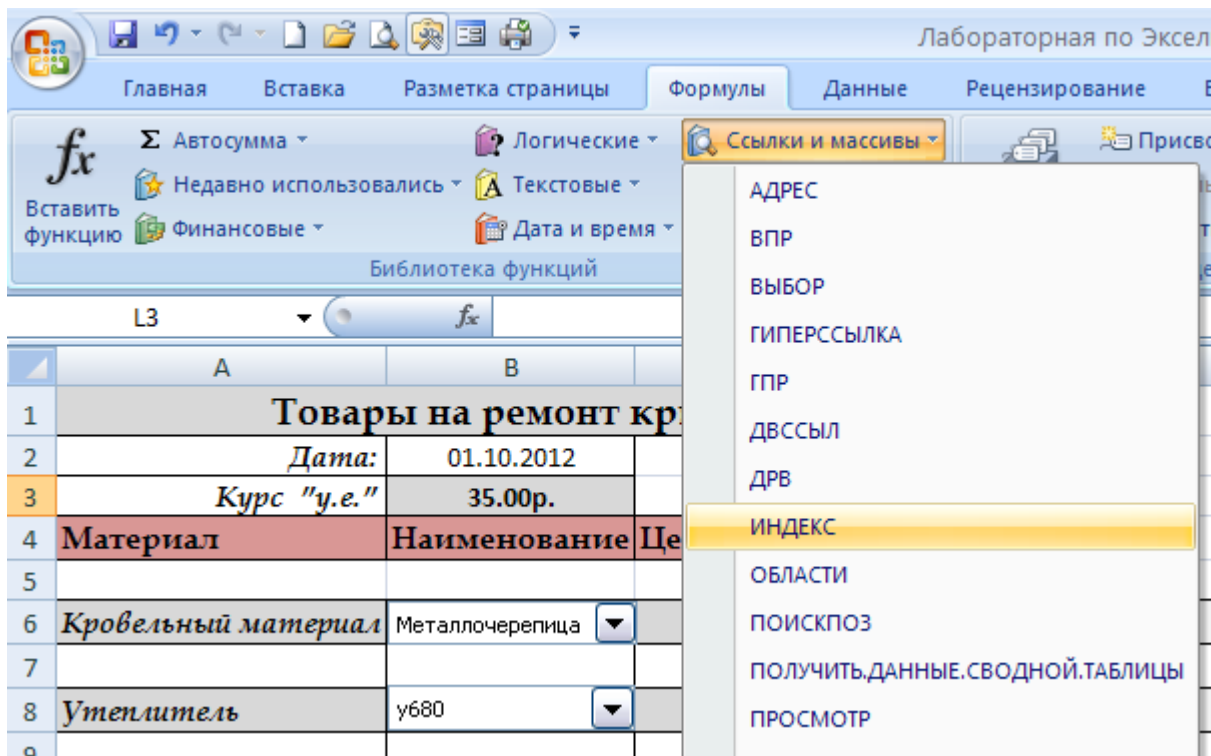 Лабораторная по Эксел
Главная Вставка Разметка страницы Формулы Данные Рецензирование
fx Σ Автосумма Логические Ссылки и массивы Присво
Недавно использовались Текстовые
Вставить функцию Финансовые Дата и время
Библиотека функций
АДРЕС
ВПР
ВЫБОР
ГИПЕРССЫЛКА
ГПР
ДВССЫЛ
ДРВ
ИНДЕКС
ОБЛАСТИ
ПОИСКПОЗ
ПОЛУЧИТЬ.ДАННЫЕ.СВОДНОЙ.ТАБЛИЦЫ
ПРОСМОТР
L3 fx
A B
1 Товары на ремонт кр
2 Дата: 01.10.2012
3 Курс "у.е." 35.00р.
4 Материал Наименование Це
5
6 Кровельный материал Металлочерепица
7
8 Утеплитель у680
9